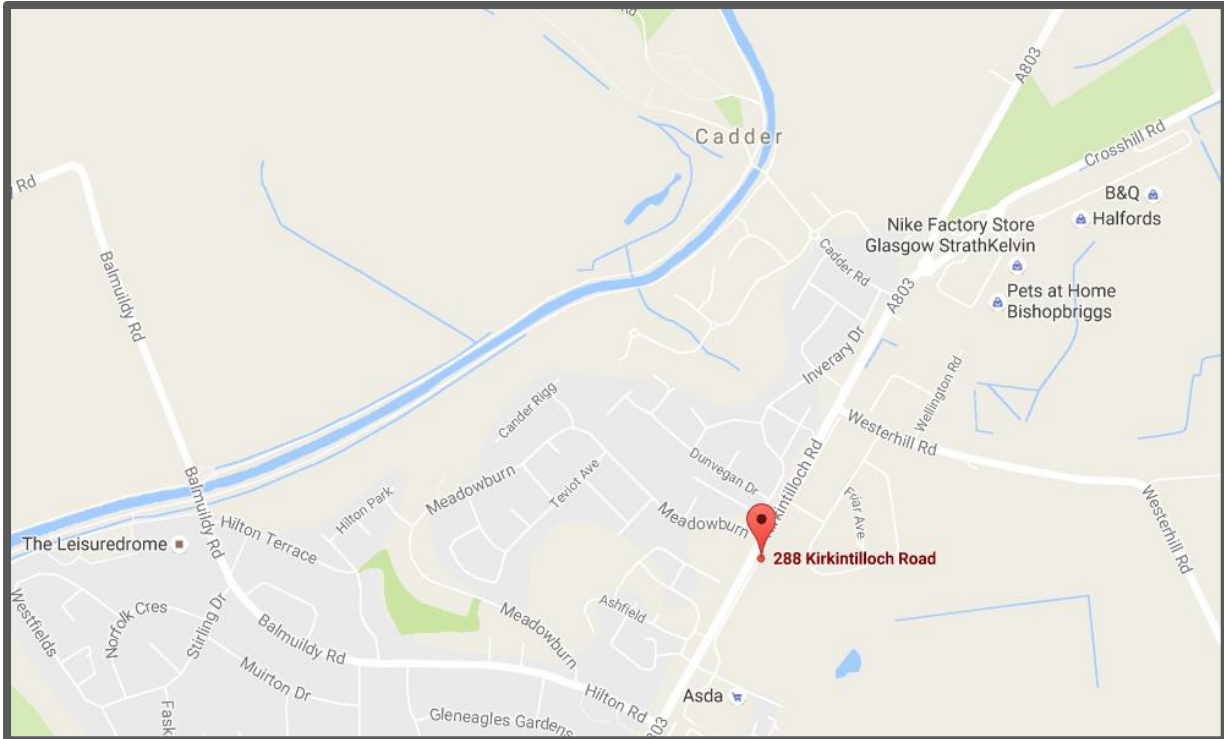 Rd
A803
Cadder
Crosshill Rd
Rd
B&Q
Halfords
Nike Factory Store
Glasgow StrathKelvin
Cadder Rd
A803
Pets at Home
Bishopbriggs
Balmuildy Rd
Inverary Dr
Wellington Rd
Cander Rigg
Westerhill Rd
Dunvegan Dr
Kirkintilloch Rd
Meadowburn
Teviot Ave
Balmuildy Rd
Hilton Park
Meadowburn
Friar Ave
Westerhill Rd
Hilton Terrace
The Leisuredrome
288 Kirkintilloch Road
Westfields
Norfolk Cres
Stirling Dr
Ashfield
Meadowburn
Balmuildy Rd
Muirton Dr
Hilton Rd
Asda
Fask
Gleneagles Gardens
803